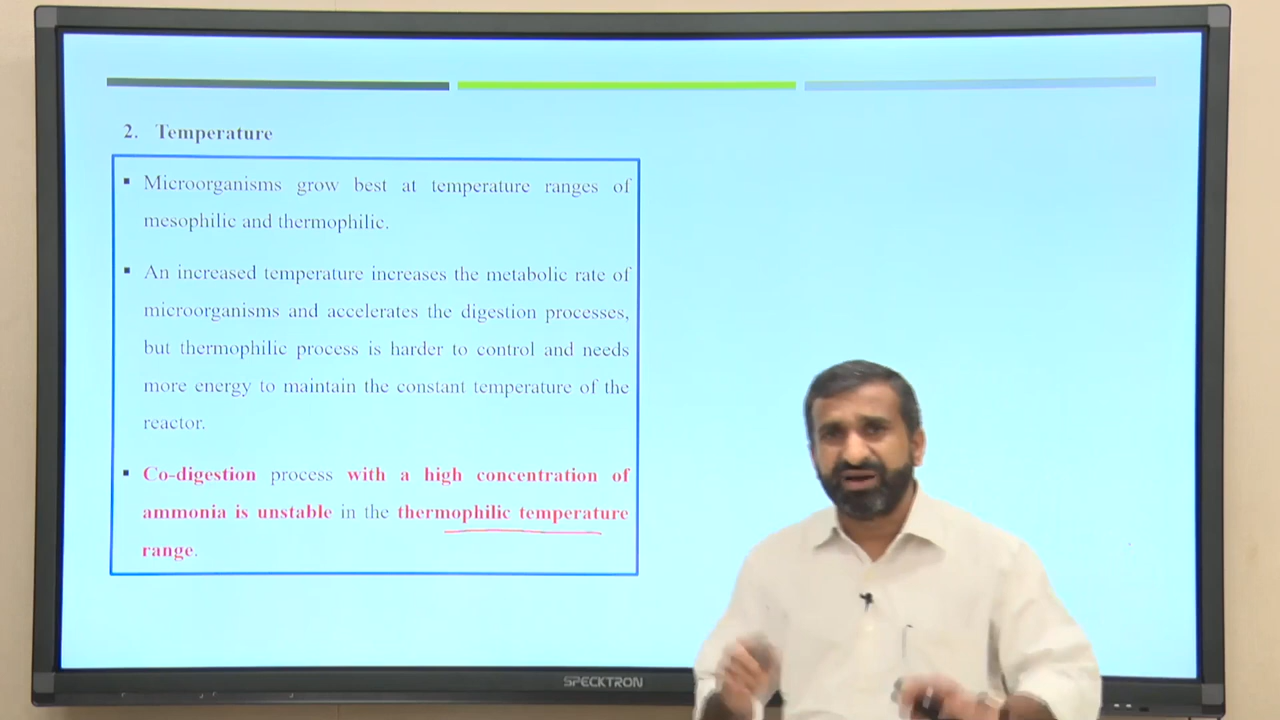 2. Temperature
▪ Microorganisms grow best at temperature ranges of
mesophilic and thermophilic.
▪ An increased temperature increases the metabolic rate of
microorganisms and accelerates the digestion processes,
but thermophilic process is harder to control and needs
more energy to maintain the constant temperature of the
reactor.
▪ Co-digestion process with a high concentration of
ammonia is unstable in the thermophilic temperature
range.
SPECKTRON